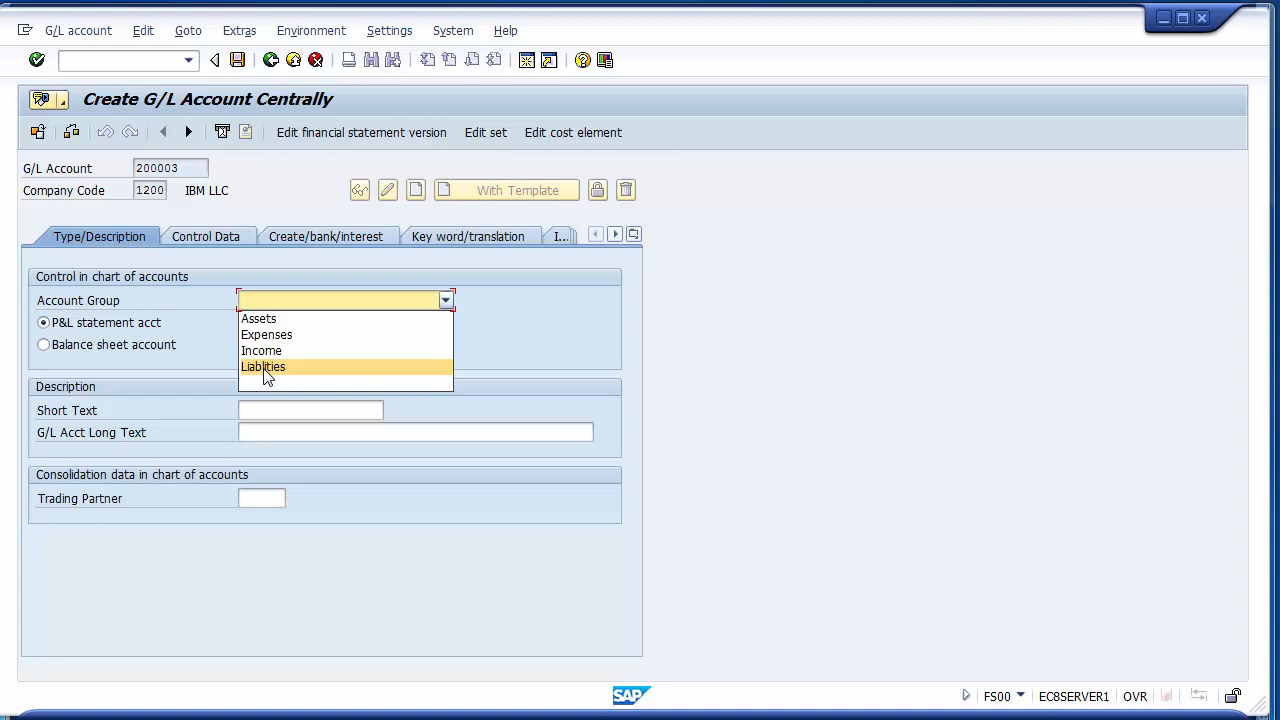 G/L account Edit Goto Extras Environment Settings System Help
Create G/L Account Centrally
Edit financial statement version Edit set Edit cost element
G/L Account 200003
Company Code 1200 IBM LLC With Template
Type/Description Control Data Create/bank/interest Key word/translation I...
Control in chart of accounts
Account Group
Assets
P&L statement acct
Expenses
Balance sheet account
Income
Liablities
Description
Short Text
G/L Acct Long Text
Consolidation data in chart of accounts
Trading Partner
SAP FS00 ECSSERVER1 OVR